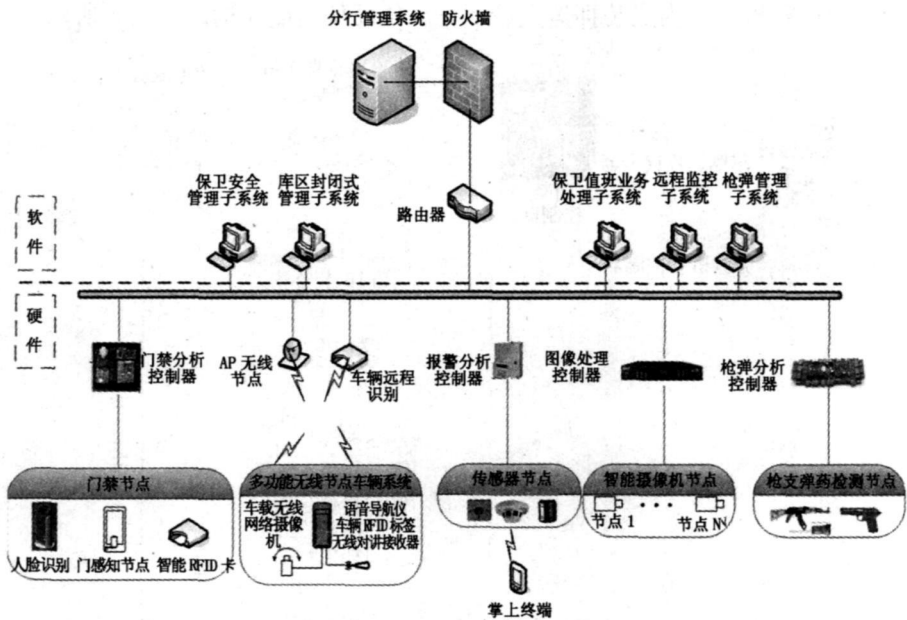 分行管理系统
防火墙
保卫安全
管理子系统
库区封闭式
管理子系统
路由器
保卫值班业务
处理子系统
远程监控
子系统
枪弹管理
子系统
软
件
硬
件
门禁分析
控制器
AP 无线
节点
车辆远程
识别
报警分析
控制器
图像处理
控制器
枪弹分析
控制器
门禁节点
人脸识别
门感知节点
智能 RFID 卡
多功能无线节点车辆系统
车载无线
网络摄像
机
语音导航仪
车辆 RFID 标签
无线对讲接收器
传感器节点
掌上终端
智能摄像机节点
节点 1
节点 N
枪支弹药检测节点